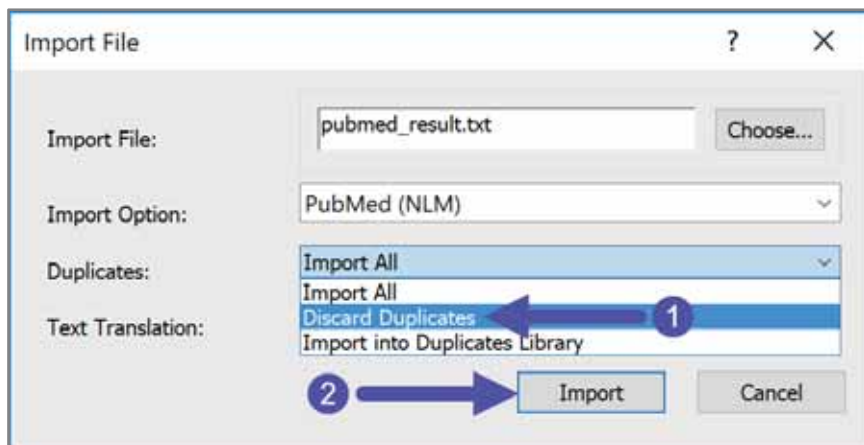 Import File ? X
Import File: pubmed_result.txt Choose...
Import Option: PubMed (NLM)
Duplicates: Import All
Import All
Discard Duplicates 1
Text Translation:
Import into Duplicates Library
2 Import Cancel